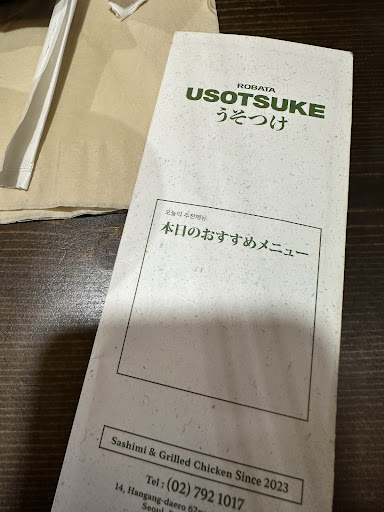 ROBATA
USOTSUKE
うそつけ
오늘의 추천메뉴
本日のおすすめメニュー
Sashimi & Grilled Chicken Since 2023
Tel : (02) 792 1017
14, Hangang-daero